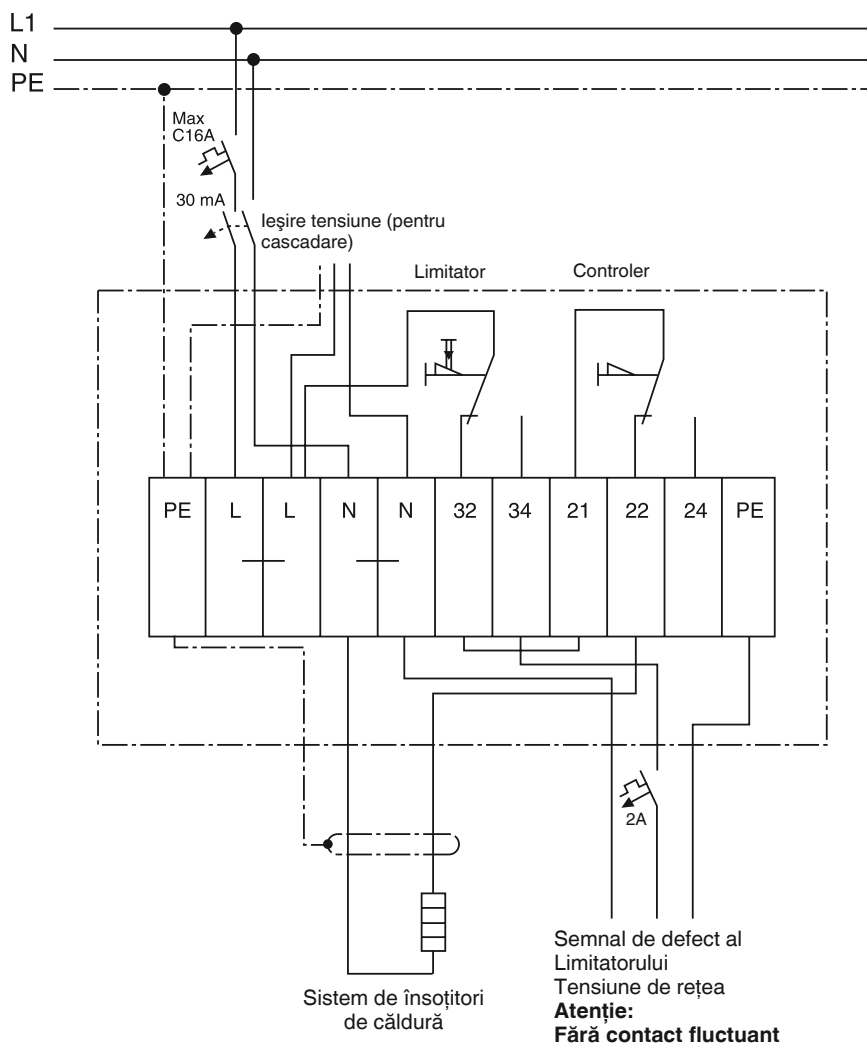 L1
N
PE
Max
C16A
30 mA
Ieşire tensiune (pentru
cascadare)
Limitator
Controler
PE L L N N 32 34 21 22 24 PE
2A
Semnal de defect al
Limitatorului
Tensiune de rețea
Atenție:
Fără contact fluctuant
Sistem de însoțitori
de căldură